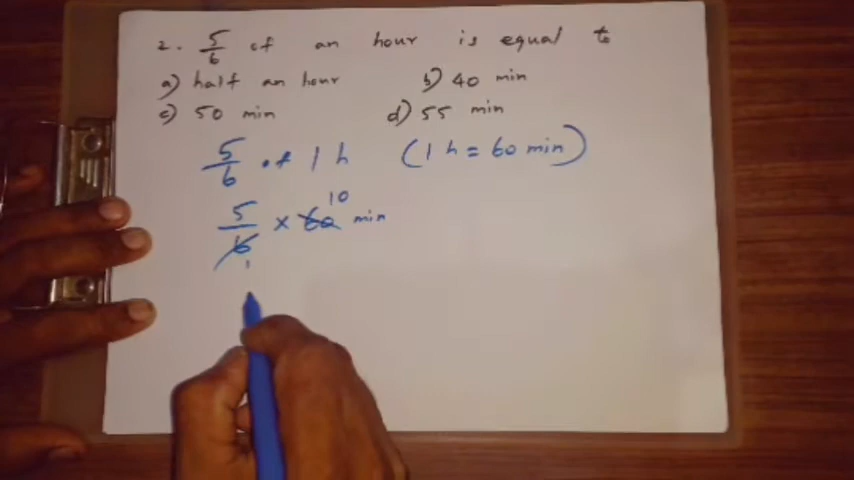 2. 5/6 of an hour is equal to
a) half an hour b) 40 min
c) 50 min d) 55 min
5/6 of 1 h (1 h = 60 min)
10
5/6 × 60 min
1